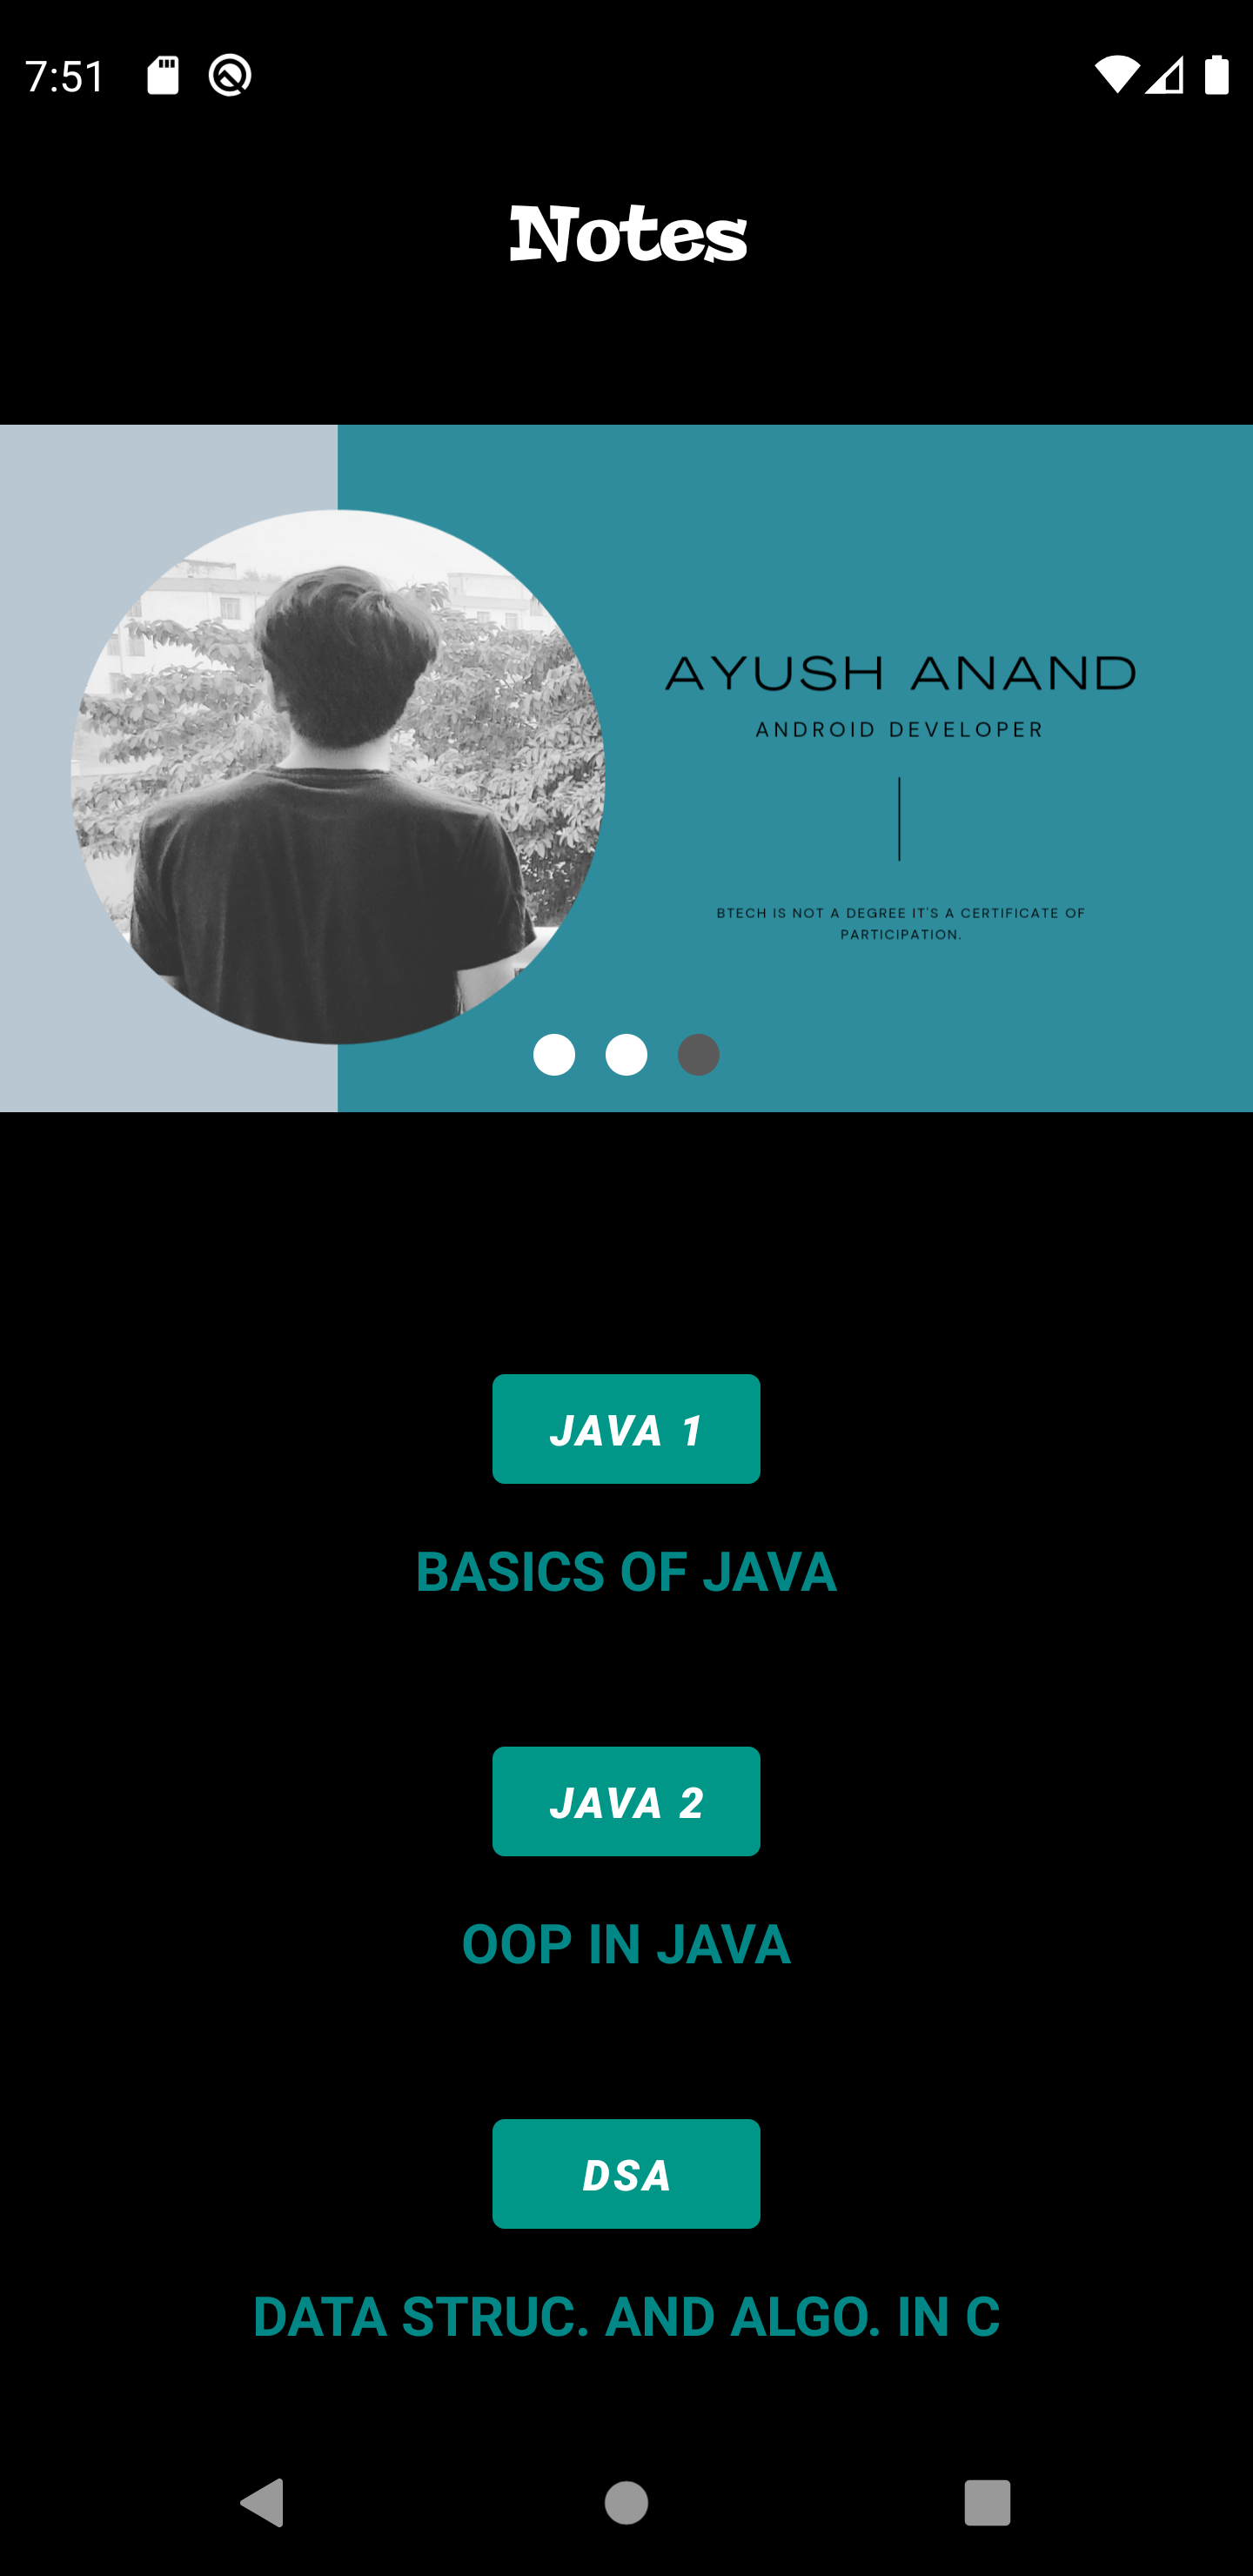 7:51
Notes
AYUSH ANAND
ANDROID DEVELOPER
BTECH IS NOT A DEGREE IT'S A CERTIFICATE OF
PARTICIPATION.
JAVA 1
BASICS OF JAVA
JAVA 2
OOP IN JAVA
DSA
DATA STRUC. AND ALGO. IN C